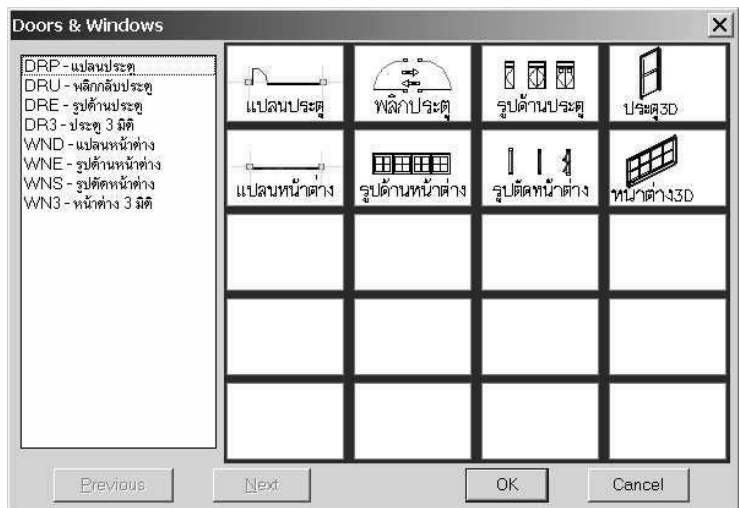 Doors & Windows
DRP - แปลนประตู
DRU - พลิกกลับประตู
DRE - รูปด้านประตู
DR3 - ประตู 3 มิติ
WND - แปลนหน้าต่าง
WNE - รูปด้านหน้าต่าง
WNS - รูปตัดหน้าต่าง
WN3 - หน้าต่าง 3 มิติ
แปลนประตู
พลิกประตู
รูปด้านประตู
ประตู3D
แปลนหน้าต่าง
รูปด้านหน้าต่าง
รูปตัดหน้าต่าง
หน้าต่าง3D
Previous
Next
OK
Cancel